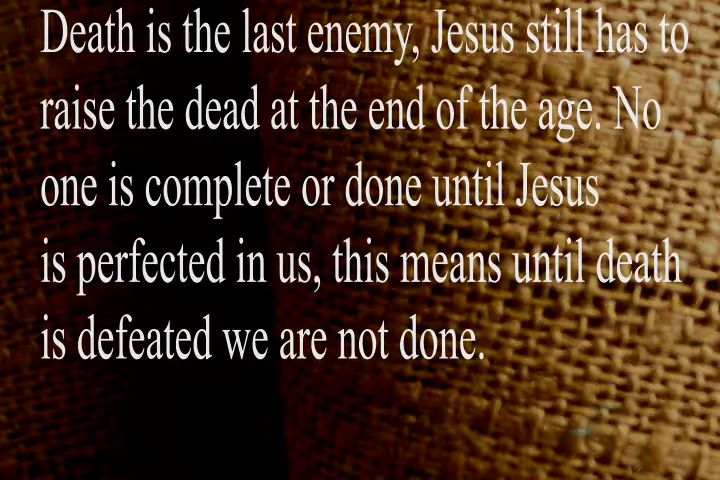 Death is the last enemy, Jesus still has to
raise the dead at the end of the age. No
one is complete or done until Jesus
is perfected in us, this means until death
is defeated we are not done.